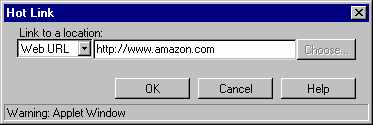 Hot Link
Link to a location:
Web URL http://www.amazon.com Choose...
OK Cancel Help
Warning: Applet Window